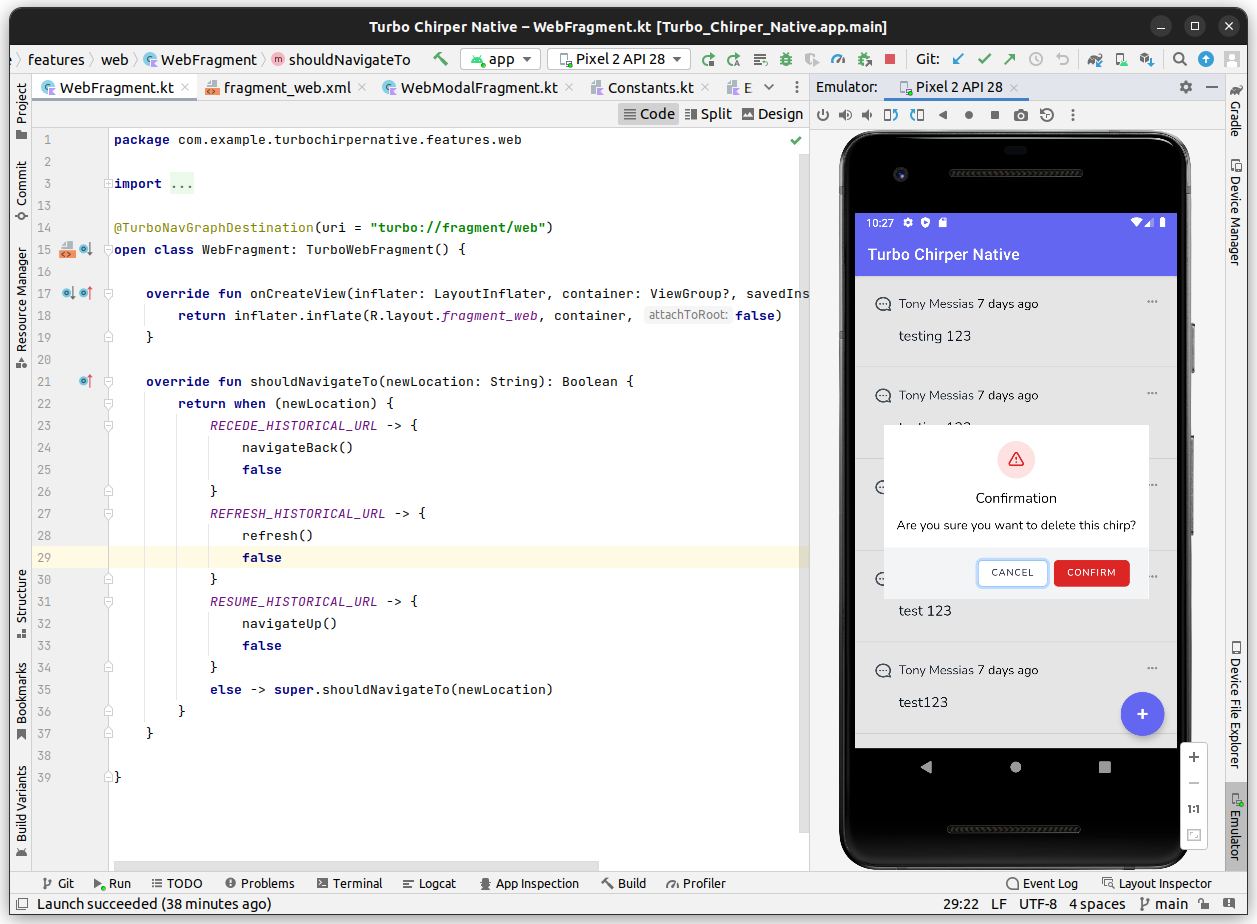 Turbo Chirper Native – WebFragment.kt [Turbo_Chirper_Native.app.main]
features web WebFragment m shouldNavigateTo app Pixel 2 API 28 Git:
WebFragment.kt fragment_web.xml WebModalFragment.kt Constants.kt E
Emulator: Pixel 2 API 28
Code Split Design
Project
Commit
Resource Manager
Structure
Bookmarks
Build Variants
1 package com.example.turbochirpernative.features.web
2
3 import ...
13
14 @TurboNavGraphDestination(uri = "turbo://fragment/web")
15 open class WebFragment: TurboWebFragment() {
16
17 override fun onCreateView(inflater: LayoutInflater, container: ViewGroup?, savedIns
18 return inflater.inflate(R.layout.fragment_web, container, attachToRoot: false)
19 }
20
21 override fun shouldNavigateTo(newLocation: String): Boolean {
22 return when (newLocation) {
23 RECEDE_HISTORICAL_URL -> {
24 navigateBack()
25 false
26 }
27 REFRESH_HISTORICAL_URL -> {
28 refresh()
29 false
30 }
31 RESUME_HISTORICAL_URL -> {
32 navigateUp()
33 false
34 }
35 else -> super.shouldNavigateTo(newLocation)
36 }
37 }
38
39 }
10:27
Turbo Chirper Native
Tony Messias 7 days ago ...
testing 123
Tony Messias 7 days ago ...
Confirmation
Are you sure you want to delete this chirp?
CANCEL CONFIRM
test 123
Tony Messias 7 days ago ...
test123
+
+
−
1:1
Gradle
Device Manager
Device File Explorer
Emulator
Git Run TODO Problems Terminal Logcat App Inspection Build Profiler Event Log Layout Inspector
Launch succeeded (38 minutes ago) 29:22 LF UTF-8 4 spaces main